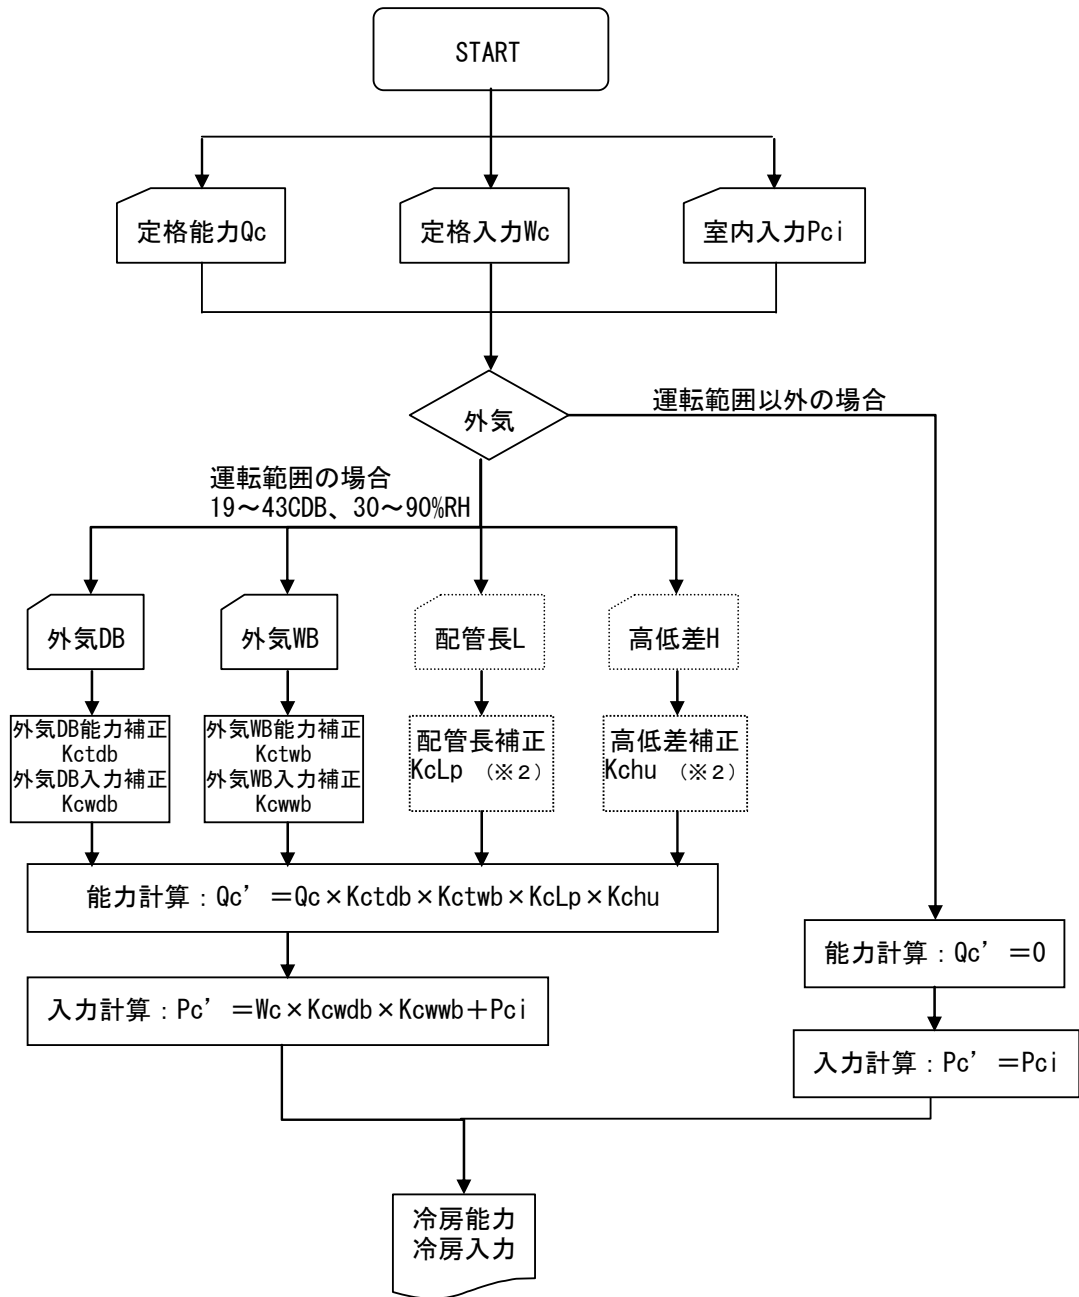 START
定格能力Qc
定格入力Wc
室内入力Pci
外気
運転範囲以外の場合
運転範囲の場合
19～43CDB、30～90%RH
外気DB
外気WB
配管長L
高低差H
外気DB能力補正
Kctdb
外気DB入力補正
Kcwdb
外気WB能力補正
Kctwb
外気WB入力補正
Kcwwb
配管長補正
KcLp （※２）
高低差補正
Kchu （※２）
能力計算：Qc’＝Qc×Kctdb×Kctwb×KcLp×Kchu
能力計算：Qc’＝0
入力計算：Pc’＝Wc×Kcwdb×Kcwwb＋Pci
入力計算：Pc’＝Pci
冷房能力
冷房入力